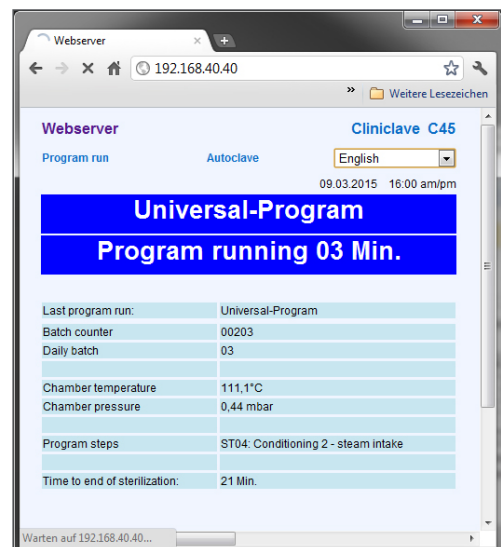 Webserver
192.168.40.40
» Weitere Lesezeichen
Webserver Cliniclave C45
Program run Autoclave English
09.03.2015 16:00 am/pm
Universal-Program
Program running 03 Min.
Last program run: Universal-Program
Batch counter 00203
Daily batch 03
Chamber temperature 111,1°C
Chamber pressure 0,44 mbar
Program steps ST04: Conditioning 2 - steam intake
Time to end of sterilization: 21 Min.
Warten auf 192.168.40.40...